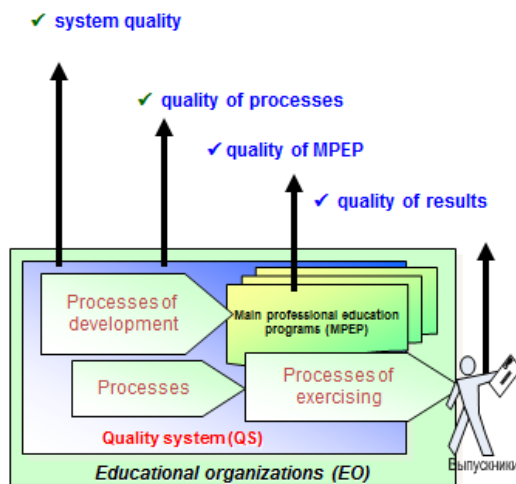 ✔ system quality
✔ quality of processes
✔ quality of MPEP
✔ quality of results
Processes of
development
Main professional education
programs (MPEP)
Processes
Processes of
exercising
Quality system (QS)
Выпускники
Educational organizations (EO)